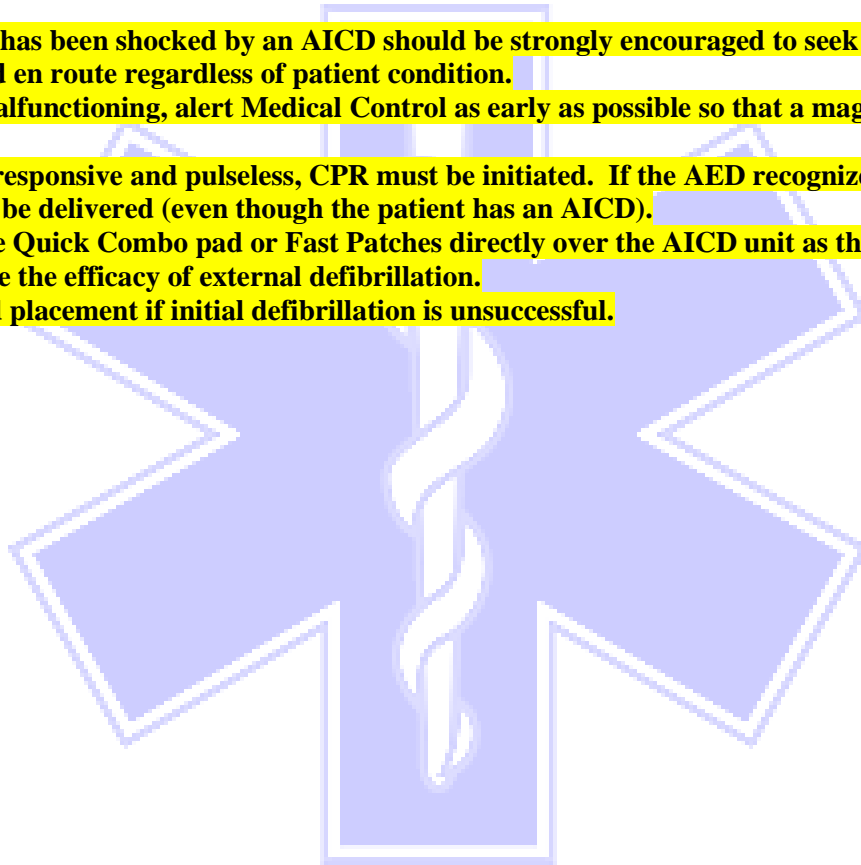 has been shocked by an AICD should be strongly encouraged to seek
en route regardless of patient condition.
alfunctioning, alert Medical Control as early as possible so that a mag
responsive and pulseless, CPR must be initiated.  If the AED recognize
be delivered (even though the patient has an AICD).
Quick Combo pad or Fast Patches directly over the AICD unit as th
the efficacy of external defibrillation.
placement if initial defibrillation is unsuccessful.